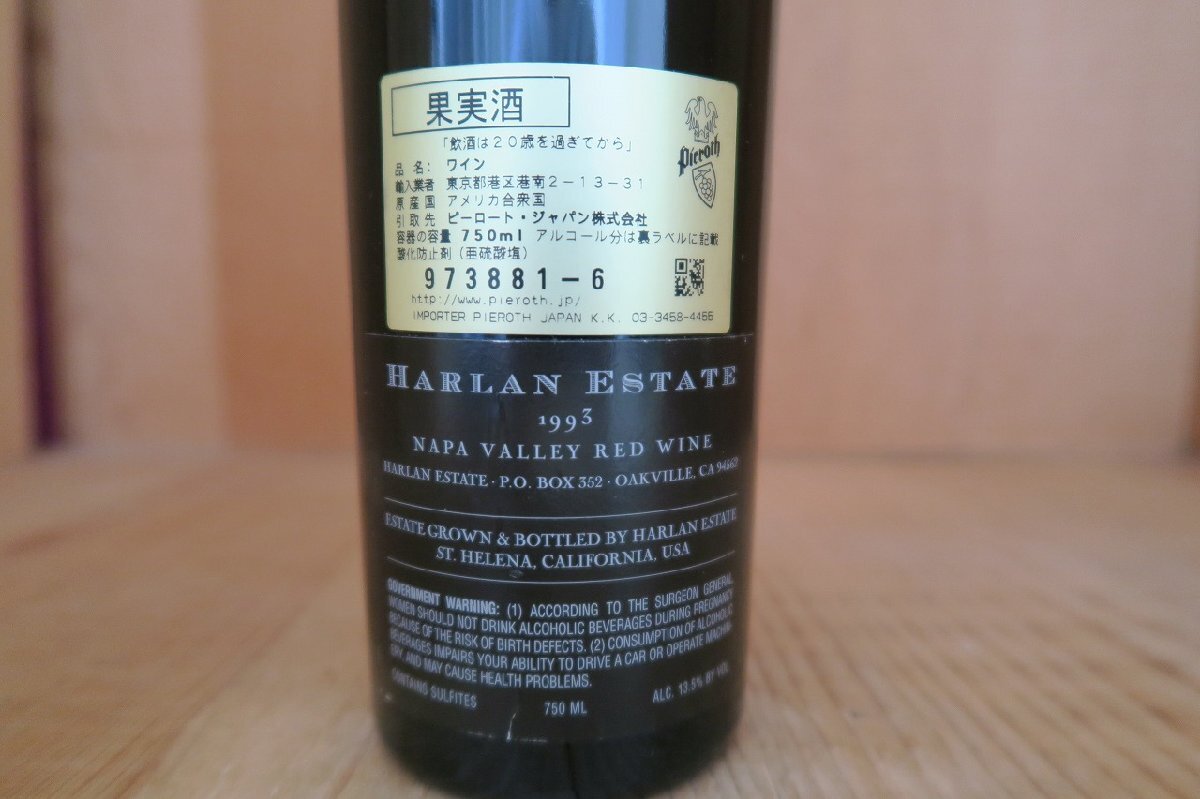 果実酒
「飲酒は20歳を過ぎてから」
Pieroth
品 名: ワイン
輸入業者 東京都港区港南2-13-31
原 産 国 アメリカ合衆国
引 取 先 ピーロート・ジャパン株式会社
容器の容量 750ml アルコール分は裏ラベルに記載
酸化防止剤(亜硫酸塩)
973881-6
http://www.pieroth.jp/
IMPORTER PIEROTH JAPAN K.K. 03-3458-4466
HARLAN ESTATE
1993
NAPA VALLEY RED WINE
HARLAN ESTATE · P.O. BOX 352 · OAKVILLE, CA 94562
ESTATE GROWN & BOTTLED BY HARLAN ESTATE
ST. HELENA, CALIFORNIA, USA
GOVERNMENT WARNING: (1) ACCORDING TO THE SURGEON GENERAL
WOMEN SHOULD NOT DRINK ALCOHOLIC BEVERAGES DURING PREGNANCY
BECAUSE OF THE RISK OF BIRTH DEFECTS. (2) CONSUMPTION OF ALCOHOLIC
BEVERAGES IMPAIRS YOUR ABILITY TO DRIVE A CAR OR OPERATE MACHIN-
ERY, AND MAY CAUSE HEALTH PROBLEMS.
CONTAINS SULFITES 750 ML ALC. 13.5% BY VOL